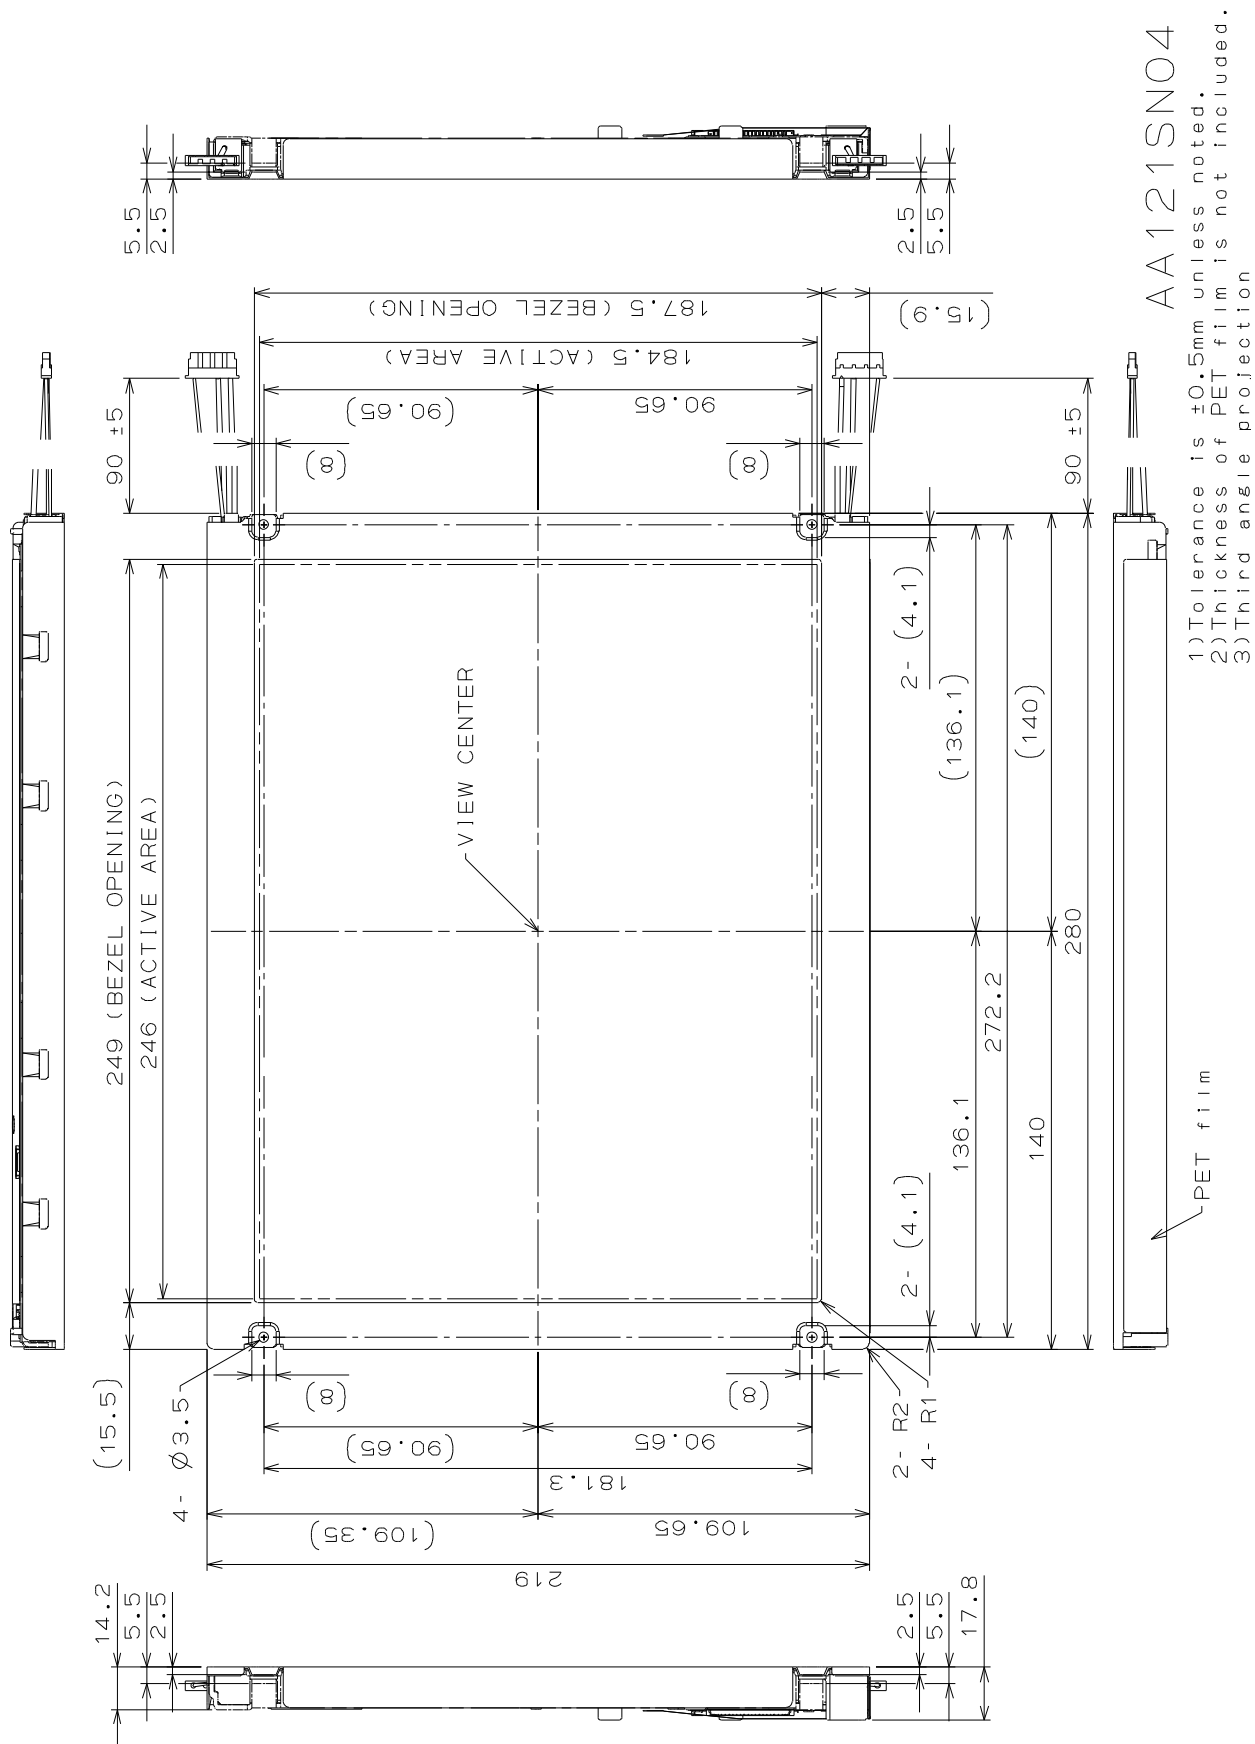 AA121SN04
1)Tolerance is ±0.5mm unless noted.
2)Thickness of PET film is not included.
3)Third angle projection
14.2
5.5
2.5
(15.5)
249 (BEZEL OPENING)
246 (ACTIVE AREA)
90 ±5
5.5
2.5
4- Ø3.5
(8)
(8)
219
(109.35)
109.65
181.3
(90.65)
90.65
VIEW CENTER
(90.65)
90.65
184.5 (ACTIVE AREA)
187.5 (BEZEL OPENING)
(15.9)
(8)
(8)
2- R2
4- R1
2- (4.1)
2- (4.1)
136.1
(136.1)
272.2
140
(140)
280
90 ±5
2.5
5.5
17.8
2.5
5.5
PET film